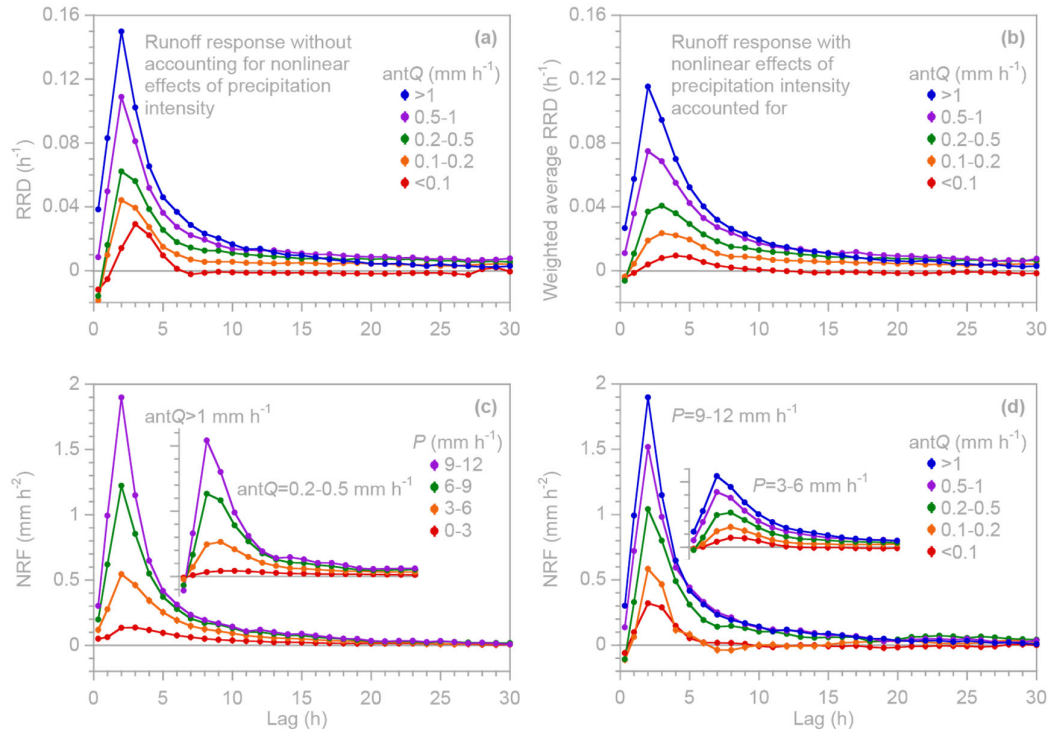 0.16
0.12
0.08
0.04
0
RRD (h⁻¹)
Runoff response without
accounting for nonlinear
effects of precipitation
intensity
(a)
antQ (mm h⁻¹)
>1
0.5-1
0.2-0.5
0.1-0.2
<0.1
0 5 10 15 20 25 30
0.16
0.12
0.08
0.04
0
Weighted average RRD (h⁻¹)
Runoff response with
nonlinear effects of
precipitation intensity
accounted for
(b)
antQ (mm h⁻¹)
>1
0.5-1
0.2-0.5
0.1-0.2
<0.1
0 5 10 15 20 25 30
2
1.5
1
0.5
0
NRF (mm h⁻²)
antQ>1 mm h⁻¹
(c)
P (mm h⁻¹)
9-12
6-9
3-6
0-3
antQ=0.2-0.5 mm h⁻¹
0 5 10 15 20 25 30
Lag (h)
2
1.5
1
0.5
0
NRF (mm h⁻²)
P=9-12 mm h⁻¹
(d)
antQ (mm h⁻¹)
>1
0.5-1
0.2-0.5
0.1-0.2
<0.1
P=3-6 mm h⁻¹
0 5 10 15 20 25 30
Lag (h)